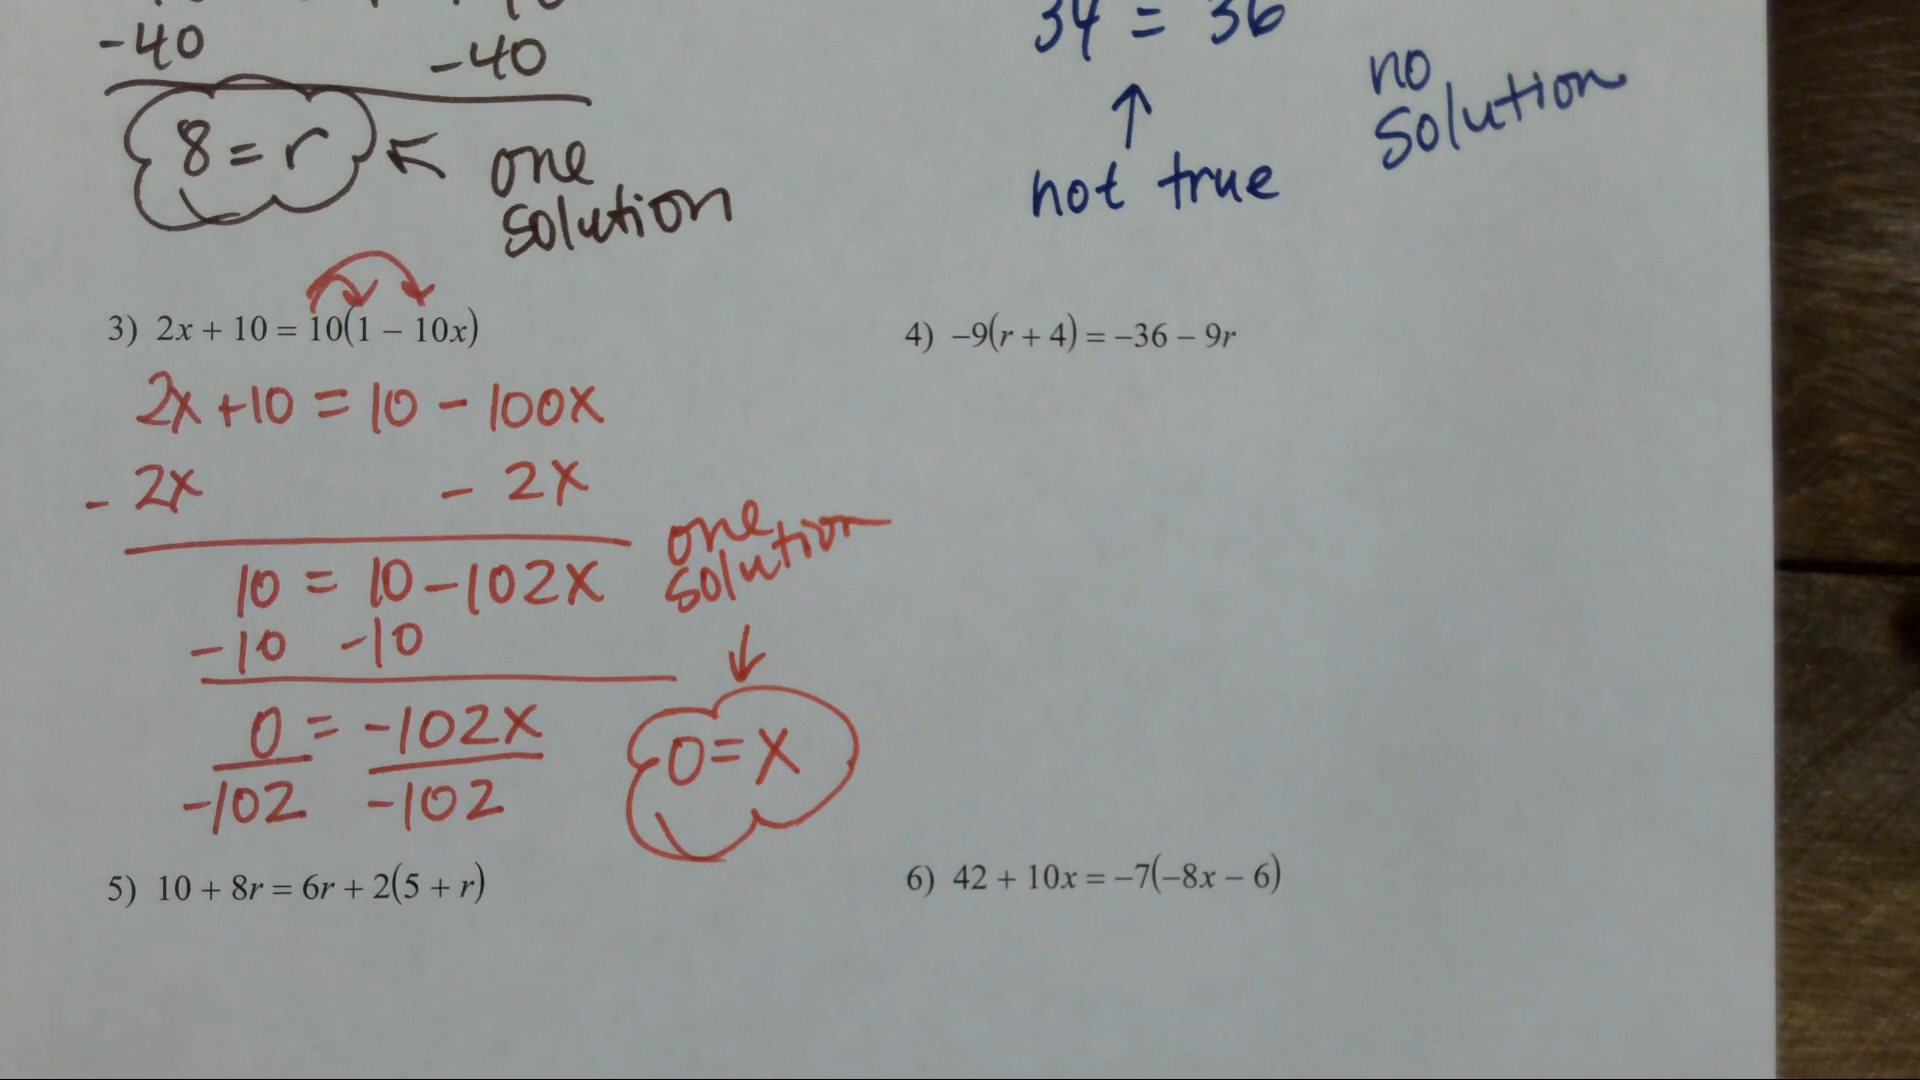 -40 -40
8 = r one
solution
34 = 36
no
solution
not true
3) 2x + 10 = 10(1 − 10x)
2x +10 = 10 - 100x
- 2x - 2x
10 = 10 -102x
-10 -10
0 = -102x
-102 -102
one
solution
0 = x
4) −9(r + 4) = −36 − 9r
5) 10 + 8r = 6r + 2(5 + r)
6) 42 + 10x = −7(−8x − 6)